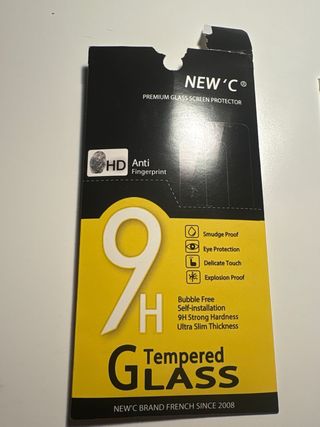 NEW'C®
PREMIUM GLASS SCREEN PROTECTOR
HD Anti
Fingerprint
9H
Smudge Proof
Eye Protection
Delicate Touch
Explosion Proof
Bubble Free
Self-installation
9H Strong Hardness
Ultra Slim Thickness
Tempered
GLASS
NEW'C BRAND FRENCH SINCE 2008